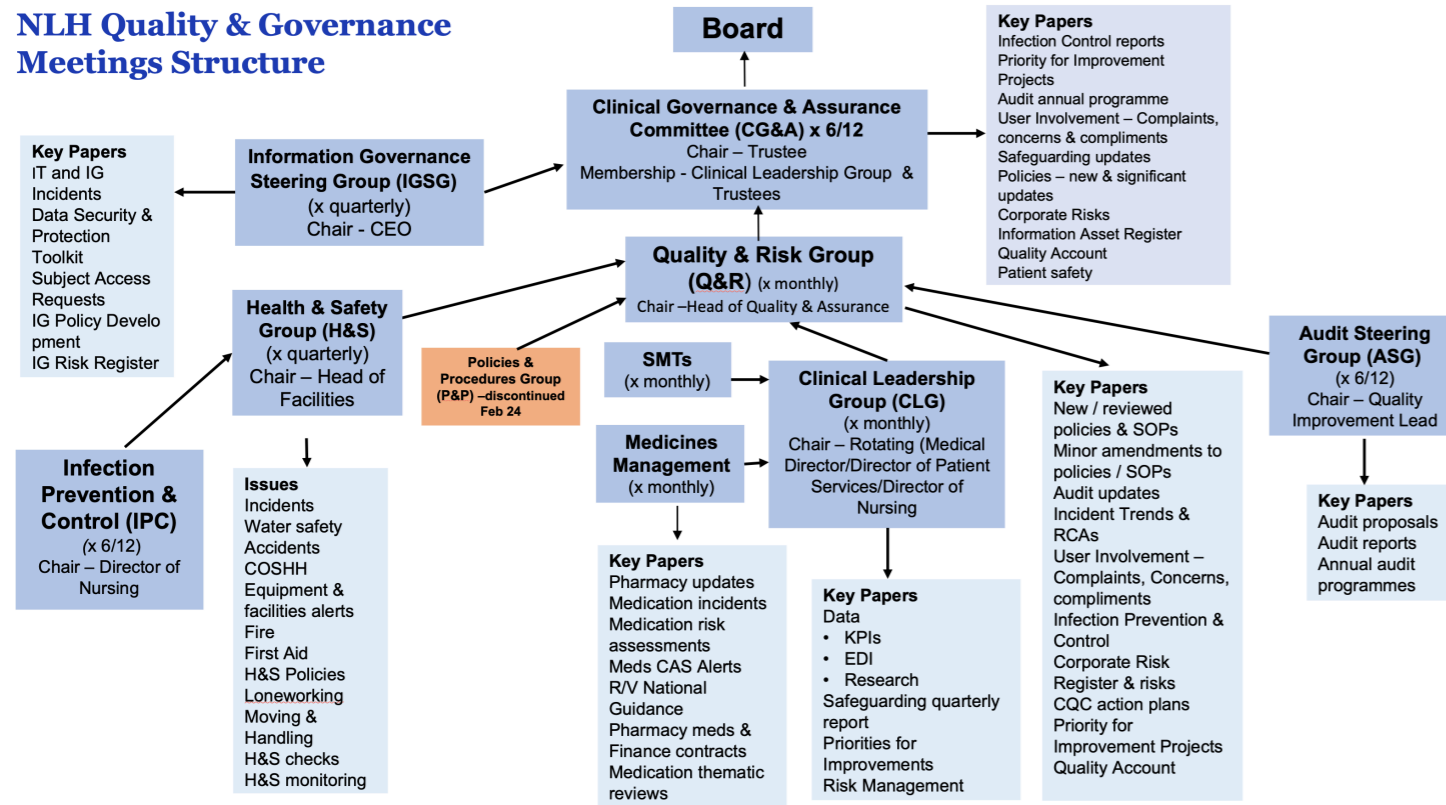 NLH Quality & Governance
Meetings Structure
Board
Clinical Governance & Assurance
Committee (CG&A) x 6/12
Chair – Trustee
Membership - Clinical Leadership Group &
Trustees
Key Papers
Infection Control reports
Priority for Improvement
Projects
Audit annual programme
User Involvement – Complaints,
concerns & compliments
Safeguarding updates
Policies – new & significant
updates
Corporate Risks
Information Asset Register
Quality Account
Patient safety
Key Papers
IT and IG
Incidents
Data Security &
Protection
Toolkit
Subject Access
Requests
IG Policy Develo
pment
IG Risk Register
Information Governance
Steering Group (IGSG)
(x quarterly)
Chair - CEO
Quality & Risk Group
(Q&R) (x monthly)
Chair –Head of Quality & Assurance
Health & Safety
Group (H&S)
(x quarterly)
Chair – Head of
Facilities
Policies &
Procedures Group
(P&P) –discontinued
Feb 24
SMTs
(x monthly)
Medicines
Management
(x monthly)
Clinical Leadership
Group (CLG)
(x monthly)
Chair – Rotating (Medical
Director/Director of Patient
Services/Director of
Nursing
Audit Steering
Group (ASG)
(x 6/12)
Chair – Quality
Improvement Lead
Infection
Prevention &
Control (IPC)
(x 6/12)
Chair – Director of
Nursing
Issues
Incidents
Water safety
Accidents
COSHH
Equipment &
facilities alerts
Fire
First Aid
H&S Policies
Loneworking
Moving &
Handling
H&S checks
H&S monitoring
Key Papers
Pharmacy updates
Medication incidents
Medication risk
assessments
Meds CAS Alerts
R/V National
Guidance
Pharmacy meds &
Finance contracts
Medication thematic
reviews
Key Papers
Data
• KPIs
• EDI
• Research
Safeguarding quarterly
report
Priorities for
Improvements
Risk Management
Key Papers
New / reviewed
policies & SOPs
Minor amendments to
policies / SOPs
Audit updates
Incident Trends &
RCAs
User Involvement –
Complaints, Concerns,
compliments
Infection Prevention &
Control
Corporate Risk
Register & risks
CQC action plans
Priority for
Improvement Projects
Quality Account
Key Papers
Audit proposals
Audit reports
Annual audit
programmes